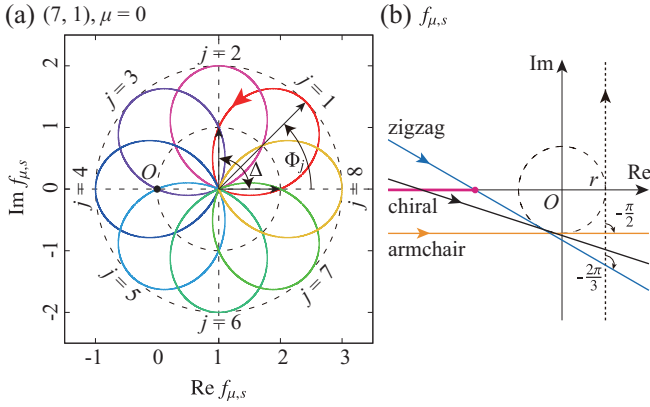 (a) (7, 1), μ = 0
Im f_{μ,s}
2
1
0
-1
-2
-1
0
1
2
3
Re f_{μ,s}
j = 1
j = 2
j = 3
j = 4
j = 5
j = 6
j = 7
j = 8
O
Δ
Φ_j
(b) f_{μ,s}
Im
zigzag
r
Re
O
chiral
armchair
-π/2
-2π/3